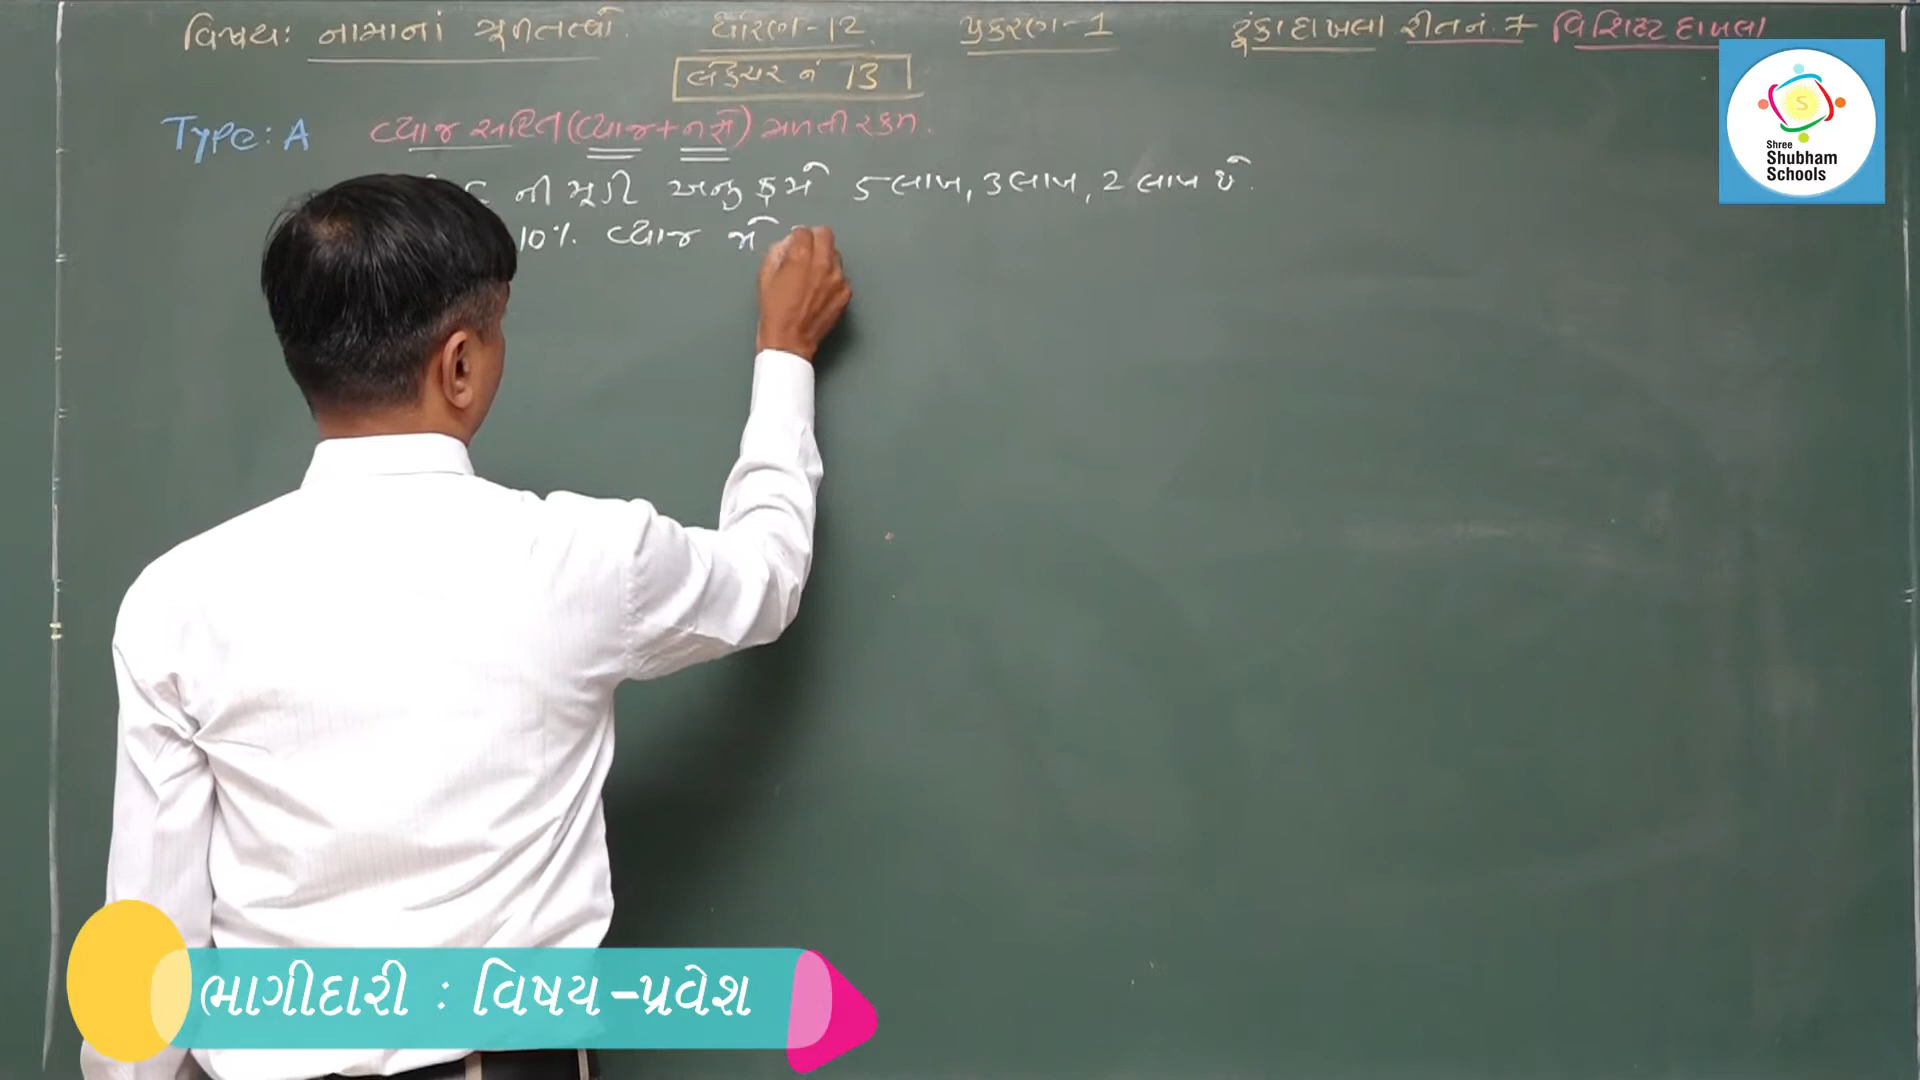 વિષય: નામાનાં મૂળતત્વો. ધોરણ-12. પ્રકરણ-1 ટૂંકા દાખલા રીત નં. 7 વિશિષ્ટ દાખલા
લેક્ચર નં 13
Type: A વ્યાજ સહિત (વ્યાજ+નફો) મળતી રકમ.
ની મૂડી અનુક્રમે 5 લાખ, 3 લાખ, 2 લાખ છે.
10%. વ્યાજ
S
Shree
Shubham
Schools
ભાગીદારી : વિષય-પ્રવેશ